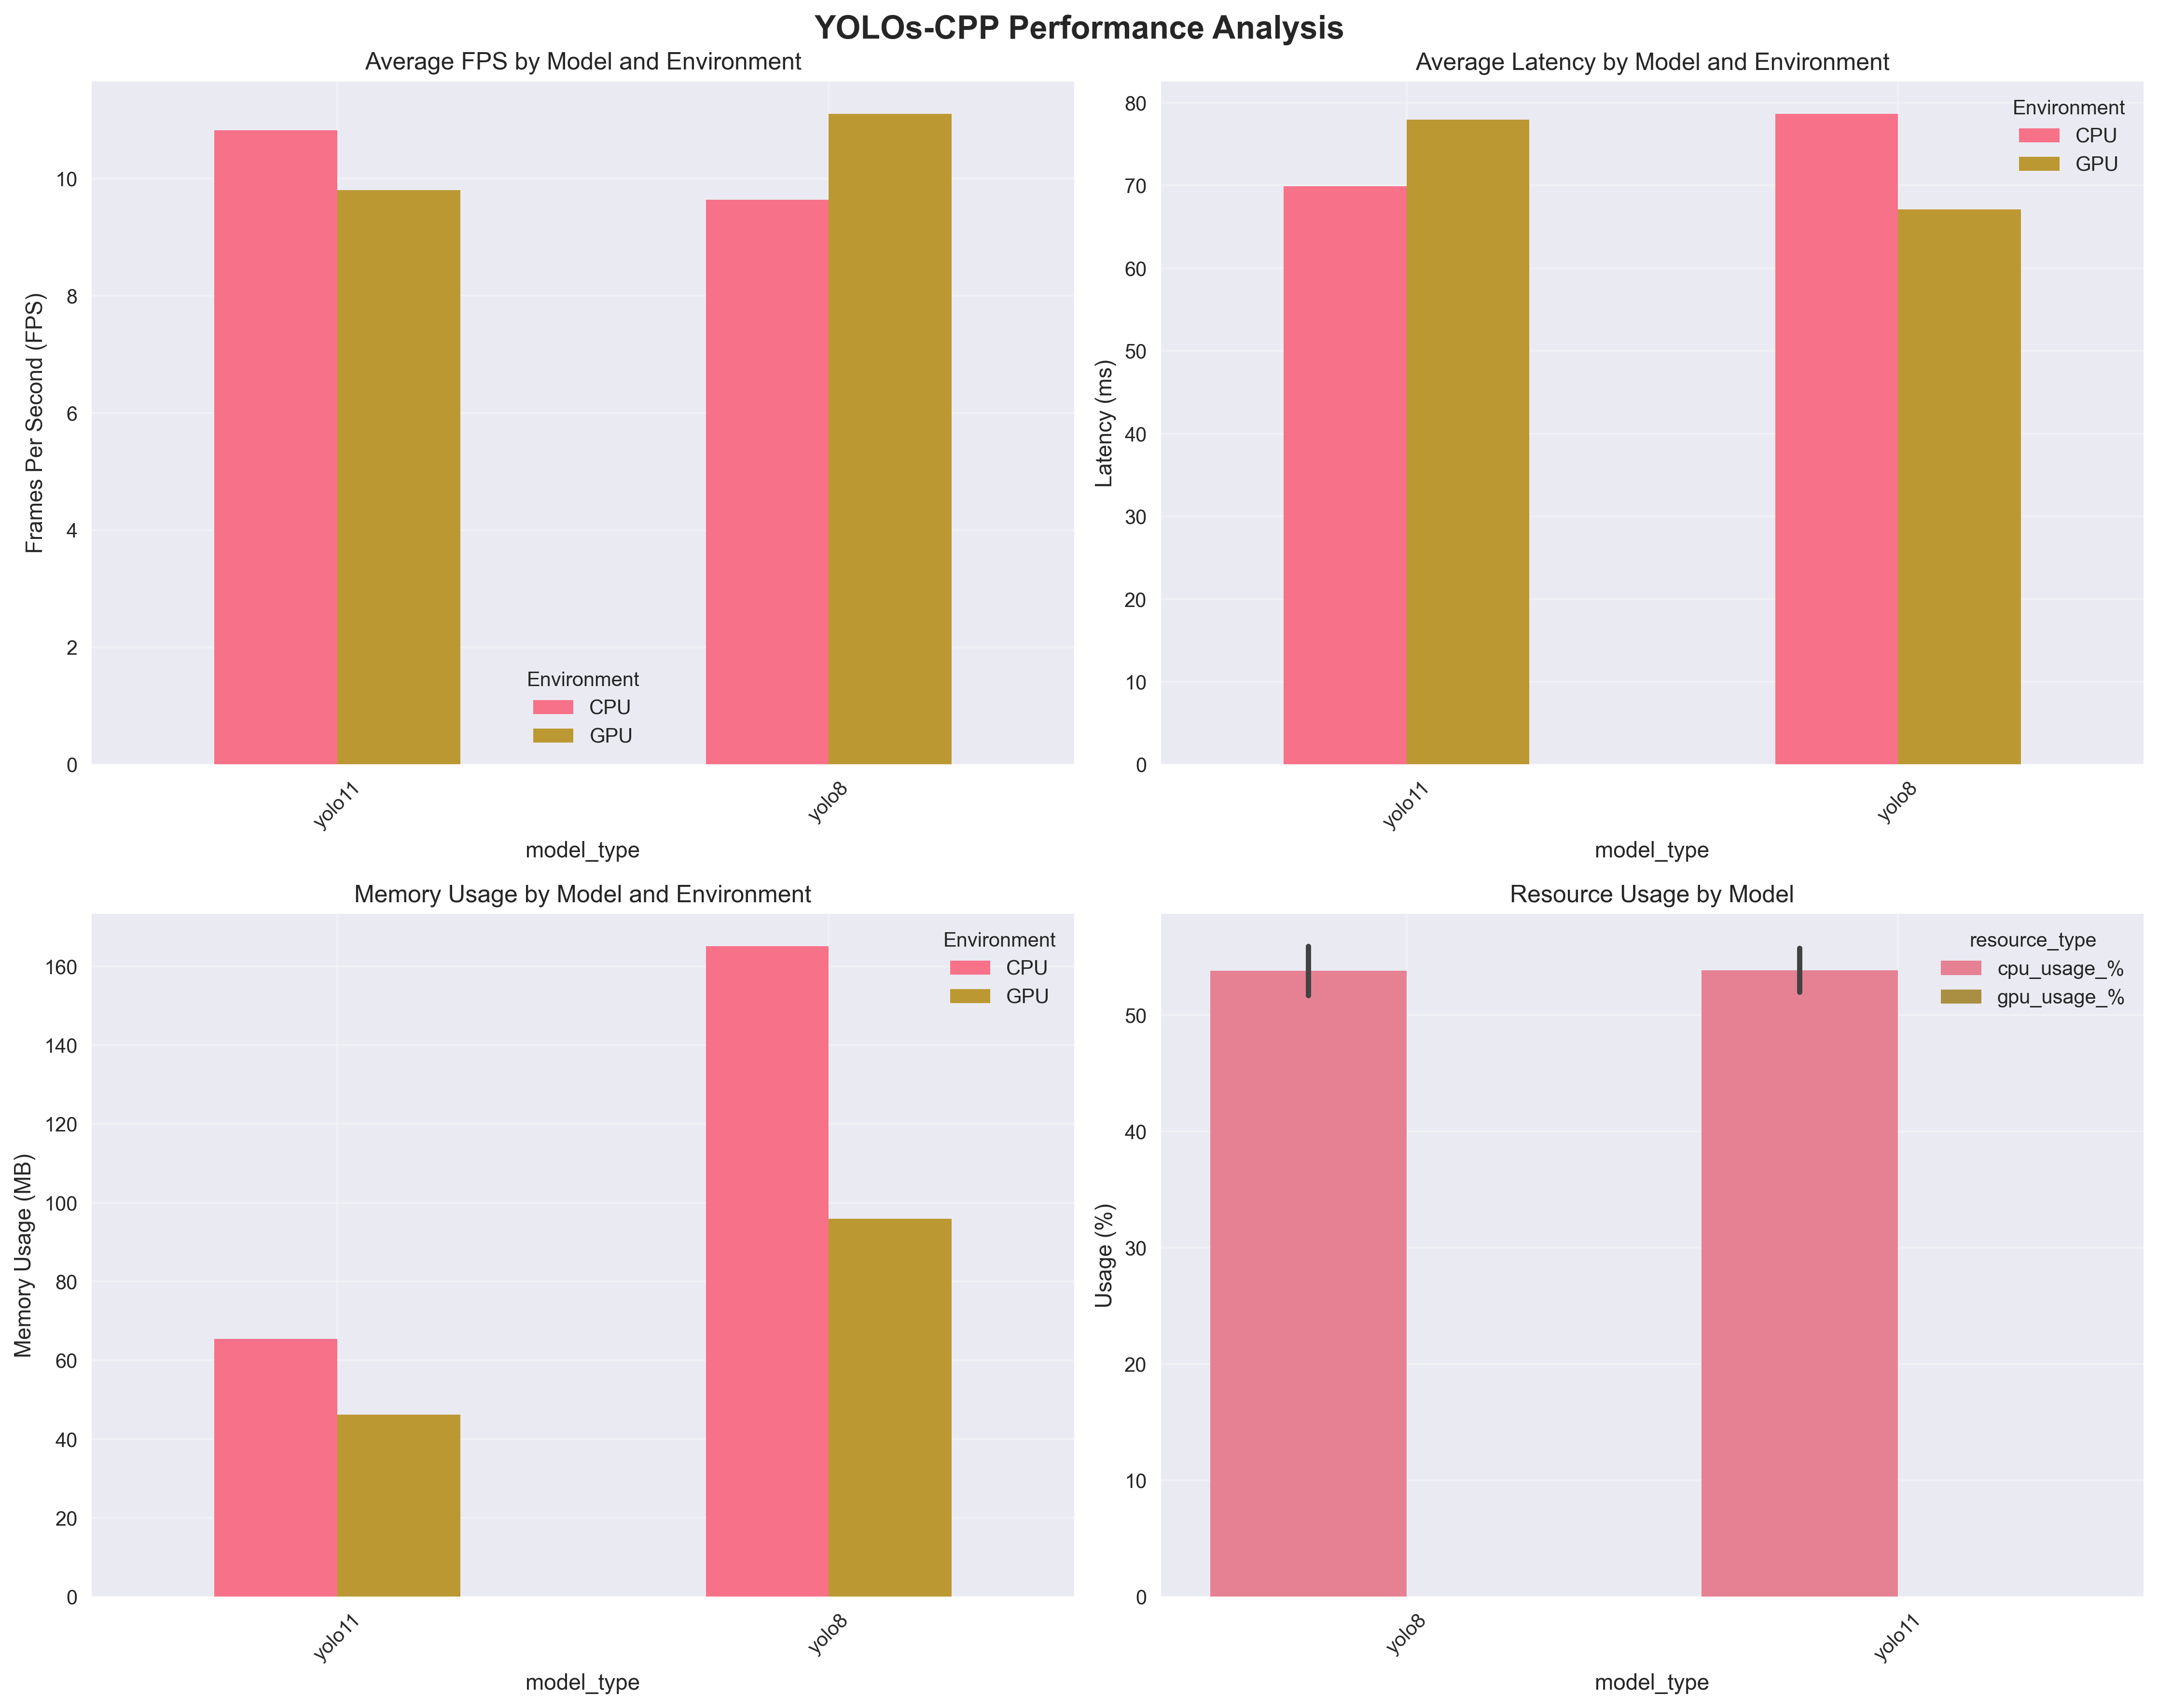 YOLOs-CPP Performance Analysis
Average FPS by Model and Environment
Frames Per Second (FPS)
10
8
6
4
2
0
Environment
CPU
GPU
yolo11
yolo8
model_type
Average Latency by Model and Environment
Latency (ms)
80
70
60
50
40
30
20
10
0
Environment
CPU
GPU
yolo11
yolo8
model_type
Memory Usage by Model and Environment
Memory Usage (MB)
160
140
120
100
80
60
40
20
0
Environment
CPU
GPU
yolo11
yolo8
model_type
Resource Usage by Model
Usage (%)
50
40
30
20
10
0
resource_type
cpu_usage_%
gpu_usage_%
yolo8
yolo11
model_type